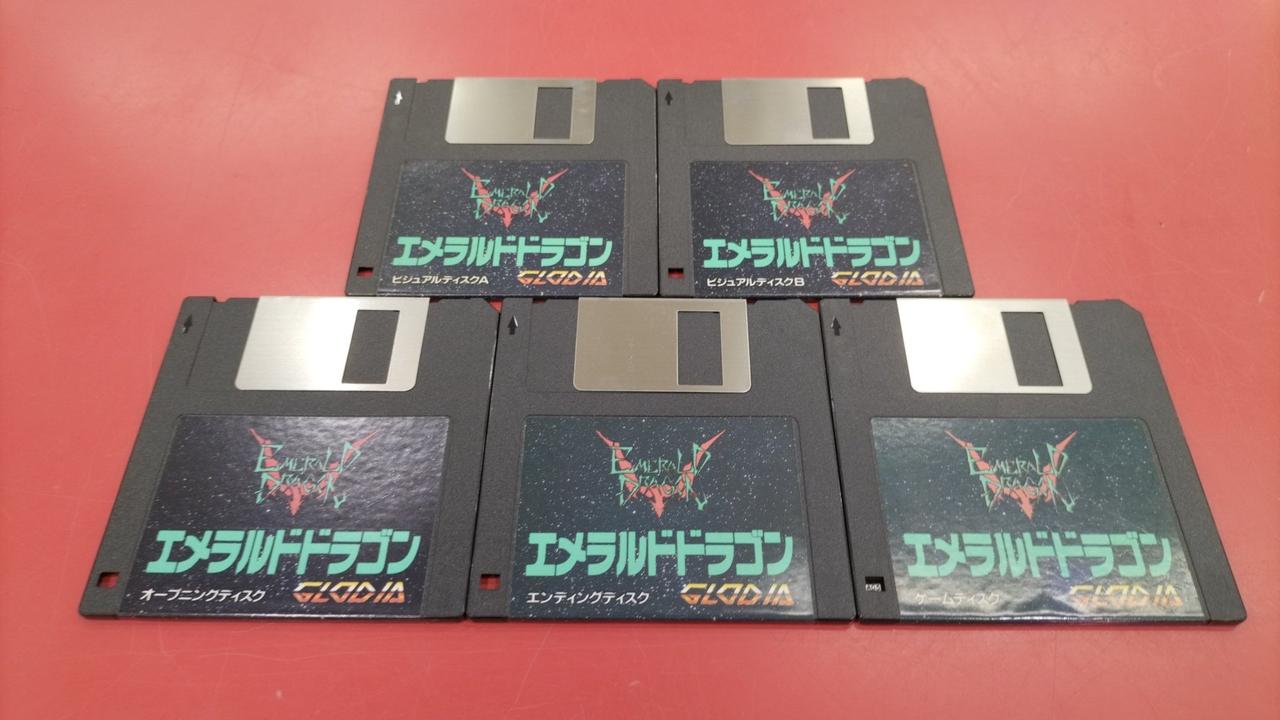 EMERALD
DRAGON
エメラルドドラゴン
ビジュアルディスクA GLODIA
EMERALD
DRAGON
エメラルドドラゴン
ビジュアルディスクB GLODIA
EMERALD
DRAGON
エメラルドドラゴン
オープニングディスク GLODIA
EMERALD
DRAGON
エメラルドドラゴン
エンティングディスク GLODIA
EMERALD
DRAGON
エメラルドドラゴン
ゲームディスク GLODIA